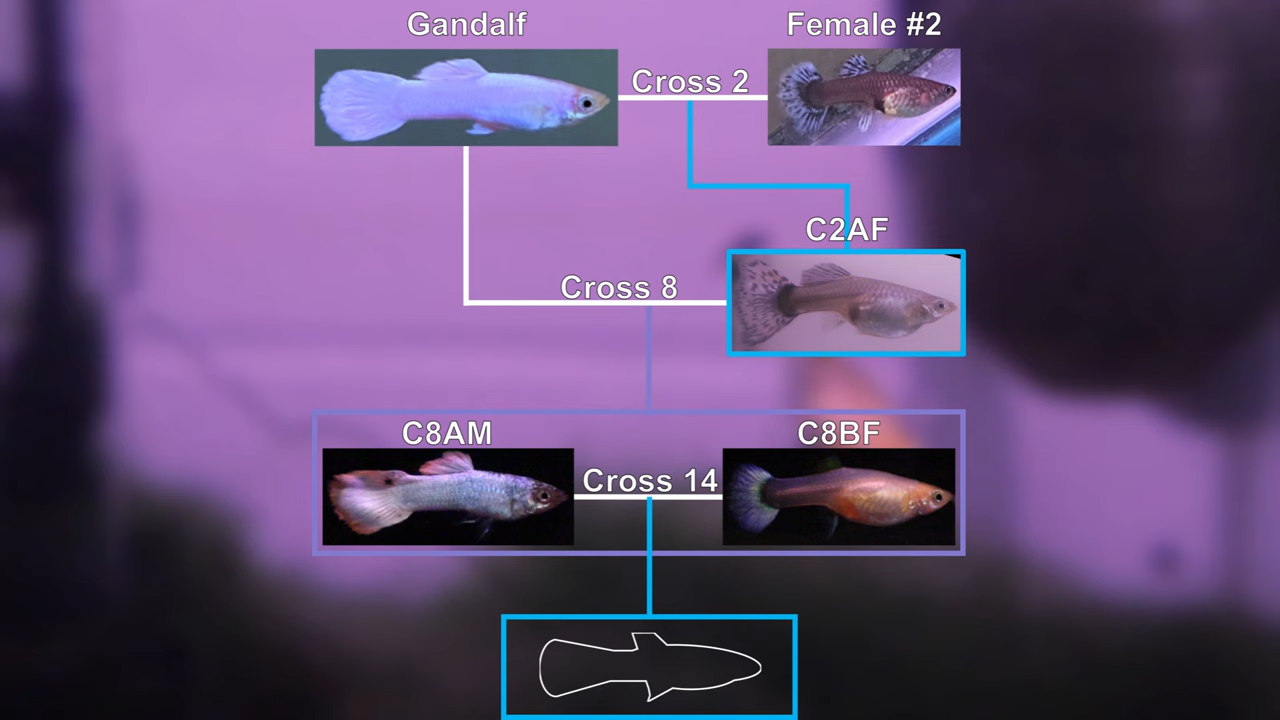 Gandalf
Female #2
Cross 2
C2AF
Cross 8
C8AM
C8BF
Cross 14